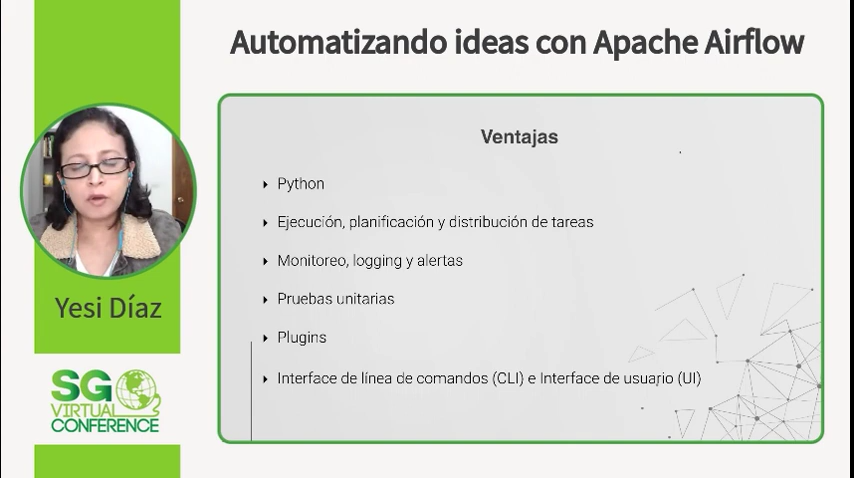 Automatizando ideas con Apache Airflow
Ventajas
Python
Ejecución, planificación y distribución de tareas
Monitoreo, logging y alertas
Pruebas unitarias
Plugins
Interface de línea de comandos (CLI) e Interface de usuario (UI)
Yesi Díaz
SG
VIRTUAL
CONFERENCE